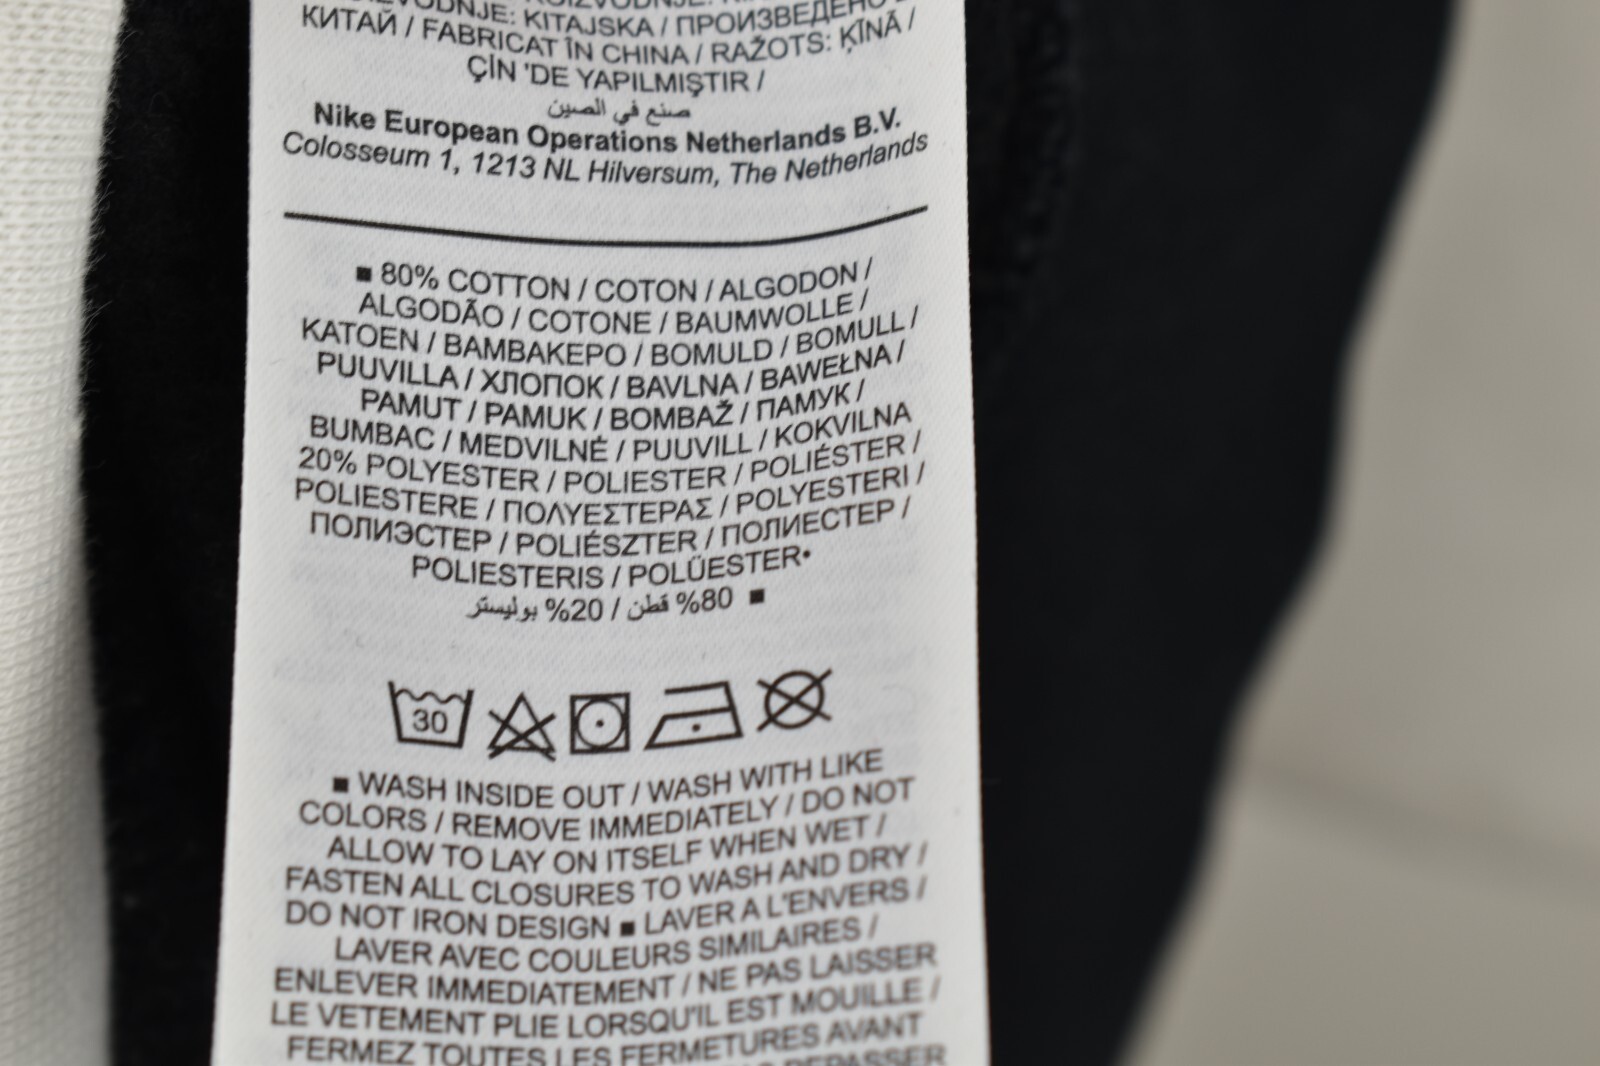 KITAJSKA / ПРОИЗВЕДЕНО
КИТАЙ / FABRICAT ÎN CHINA / RAŽOTS: ĶĪNĀ /
ÇİN 'DE YAPILMIŞTIR /
صنع في الصين
Nike European Operations Netherlands B.V.
Colosseum 1, 1213 NL Hilversum, The Netherlands
■ 80% COTTON / COTON / ALGODON /
ALGODÃO / COTONE / BAUMWOLLE /
KATOEN / ΒΑΜΒΑΚΕΡΟ / BOMULD / BOMULL /
PUUVILLA / ХЛОПОК / BAVLNA / BAWEŁNA /
PAMUT / PAMUK / BOMBAŽ / ПАМУК /
BUMBAC / MEDVILNÉ / PUUVILL / KOKVILNA
20% POLYESTER / POLIESTER / POLIÉSTER /
POLIESTERE / ΠΟΛΥΕΣΤΕΡΑΣ / POLYESTERI /
ПОЛИЭСТЕР / POLIÉSZTER / ПОЛИЕСТЕР /
POLIESTERIS / POLÜESTER•
■ 80% قطن / 20% بوليستر
30
■ WASH INSIDE OUT / WASH WITH LIKE
COLORS / REMOVE IMMEDIATELY / DO NOT
ALLOW TO LAY ON ITSELF WHEN WET /
FASTEN ALL CLOSURES TO WASH AND DRY /
DO NOT IRON DESIGN ■ LAVER A L'ENVERS /
LAVER AVEC COULEURS SIMILAIRES /
ENLEVER IMMEDIATEMENT / NE PAS LAISSER
LE VETEMENT PLIE LORSQU'IL EST MOUILLE /
FERMEZ TOUTES LES FERMETURES AVANT
REPASSER